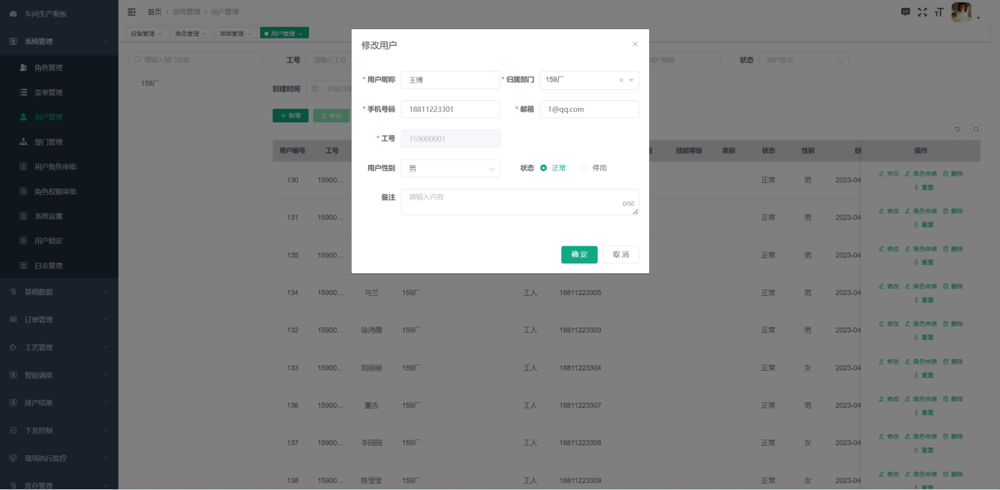 车间生产看板
首页 / 系统管理 / 用户管理
系统管理
设备管理 × 角色管理 × 菜单管理 × 用户管理 ×
角色管理
菜单管理
用户管理
部门管理
用户角色审批
角色权限审批
系统设置
用户锁定
日志管理
基础数据
订单管理
工艺管理
智能调度
排产结果
下发控制
现场执行监控
库存管理
请输入部门名称
159厂
工号 请输入工号
用户昵称
状态 用户状态
创建时间 开始日期
+ 新增 修改
修改用户 ×
* 用户昵称 王博 * 归属部门 159厂 ×
* 手机号码 18811223301 * 邮箱 1@qq.com
* 工号 159000001
用户性别 男 状态 正常 停用
备注 请输入内容 0/50
确定 取消
用户编号 工号 技能等级 类别 状态 性别 创 操作
130 15900... 正常 男 2023-04 修改 角色申请 删除
重置
131 15900... 正常 男 2023-04 修改 角色申请 删除
重置
135 15900... 正常 男 2023-04 修改 角色申请 删除
重置
134 15900... 马兰 159厂 工人 18811223305 正常 男 2023-04 修改 角色申请 删除
重置
132 15900... 徐鸿儒 159厂 工人 18811223303 正常 男 2023-04 修改 角色申请 删除
重置
133 15900... 刘丽丽 159厂 工人 18811223304 正常 女 2023-04 修改 角色申请 删除
重置
136 15900... 董吉 159厂 工人 18811223307 正常 男 2023-04 修改 角色申请 删除
重置
137 15900... 李园园 159厂 工人 18811223308 正常 女 2023-04 修改 角色申请 删除
重置
138 15900... 陈莹莹 159厂 工人 18811223309 正常 女 2023-04 修改 角色申请 删除
重置